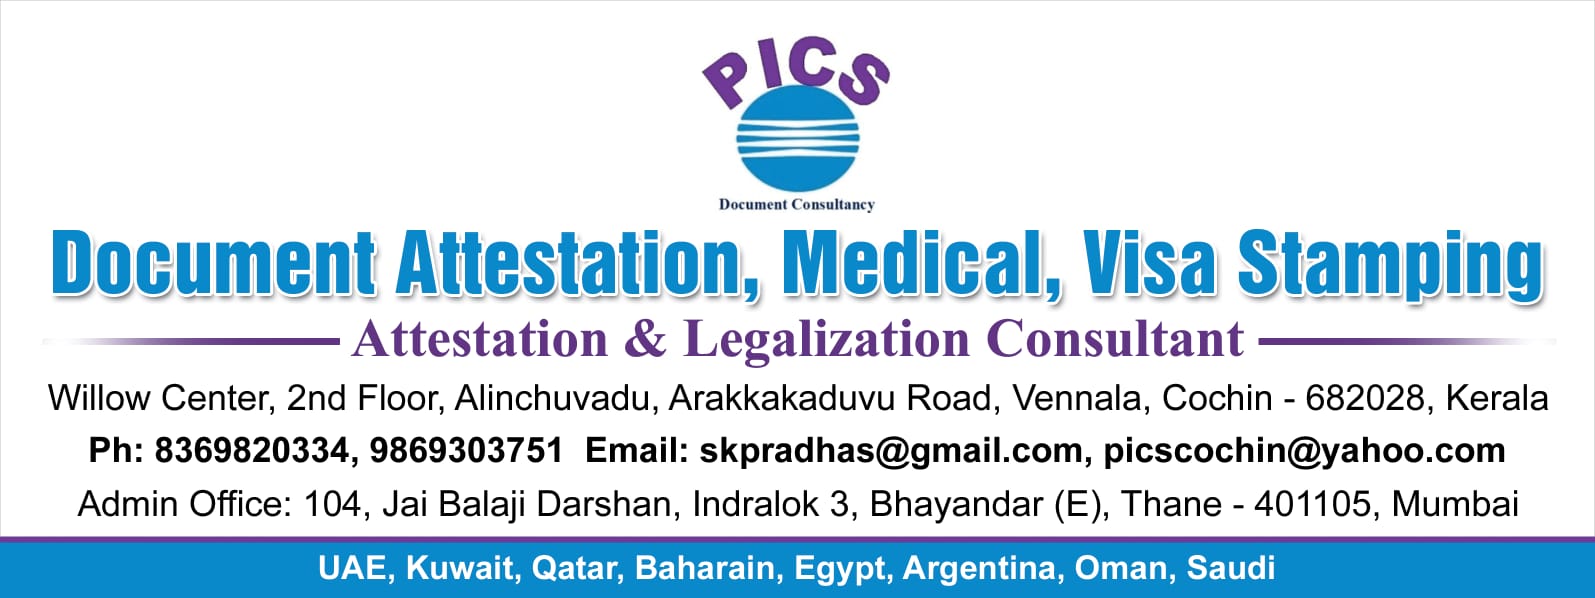 PICS
Document Consultancy
Document Attestation, Medical, Visa Stamping
Attestation & Legalization Consultant
Willow Center, 2nd Floor, Alinchuvadu, Arakkakaduvu Road, Vennala, Cochin - 682028, Kerala
Ph: 8369820334, 9869303751 Email: skpradhas@gmail.com, picscochin@yahoo.com
Admin Office: 104, Jai Balaji Darshan, Indralok 3, Bhayandar (E), Thane - 401105, Mumbai
UAE, Kuwait, Qatar, Baharain, Egypt, Argentina, Oman, Saudi